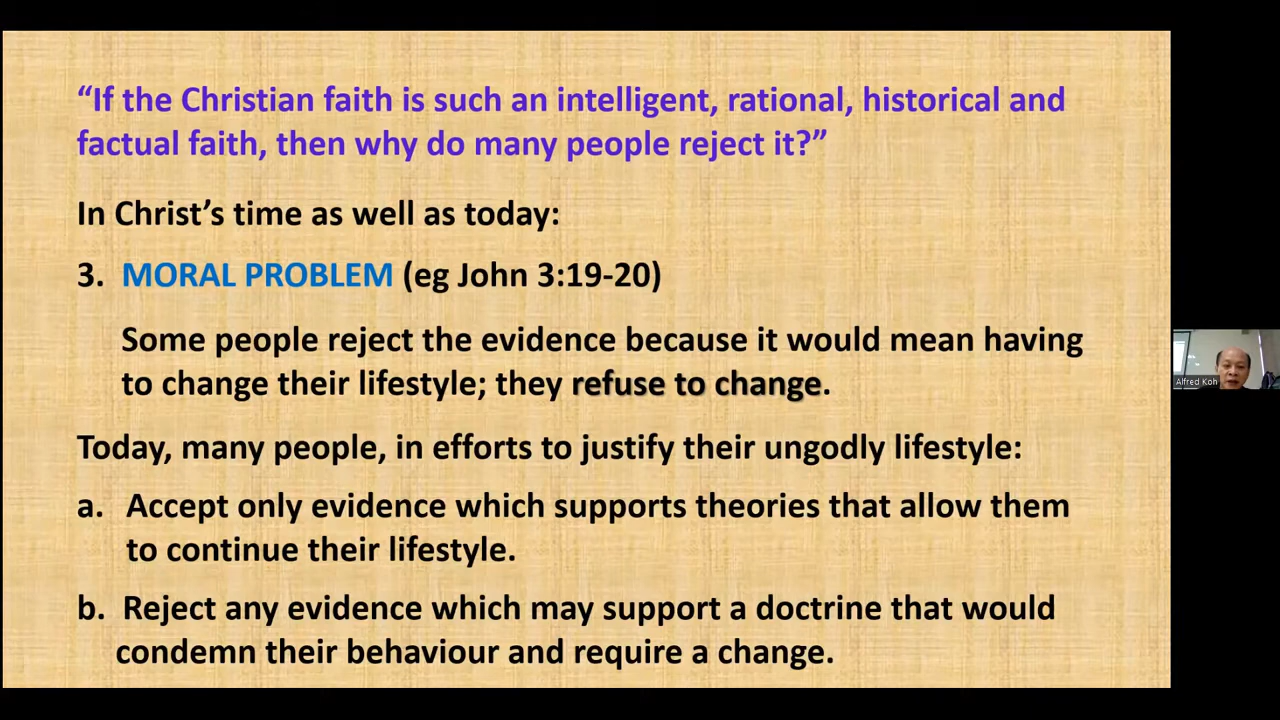 “If the Christian faith is such an intelligent, rational, historical and
factual faith, then why do many people reject it?”
In Christ’s time as well as today:
3. MORAL PROBLEM (eg John 3:19-20)
Some people reject the evidence because it would mean having
to change their lifestyle; they refuse to change.
Today, many people, in efforts to justify their ungodly lifestyle:
a. Accept only evidence which supports theories that allow them
to continue their lifestyle.
b. Reject any evidence which may support a doctrine that would
condemn their behaviour and require a change.
Alfred Koh